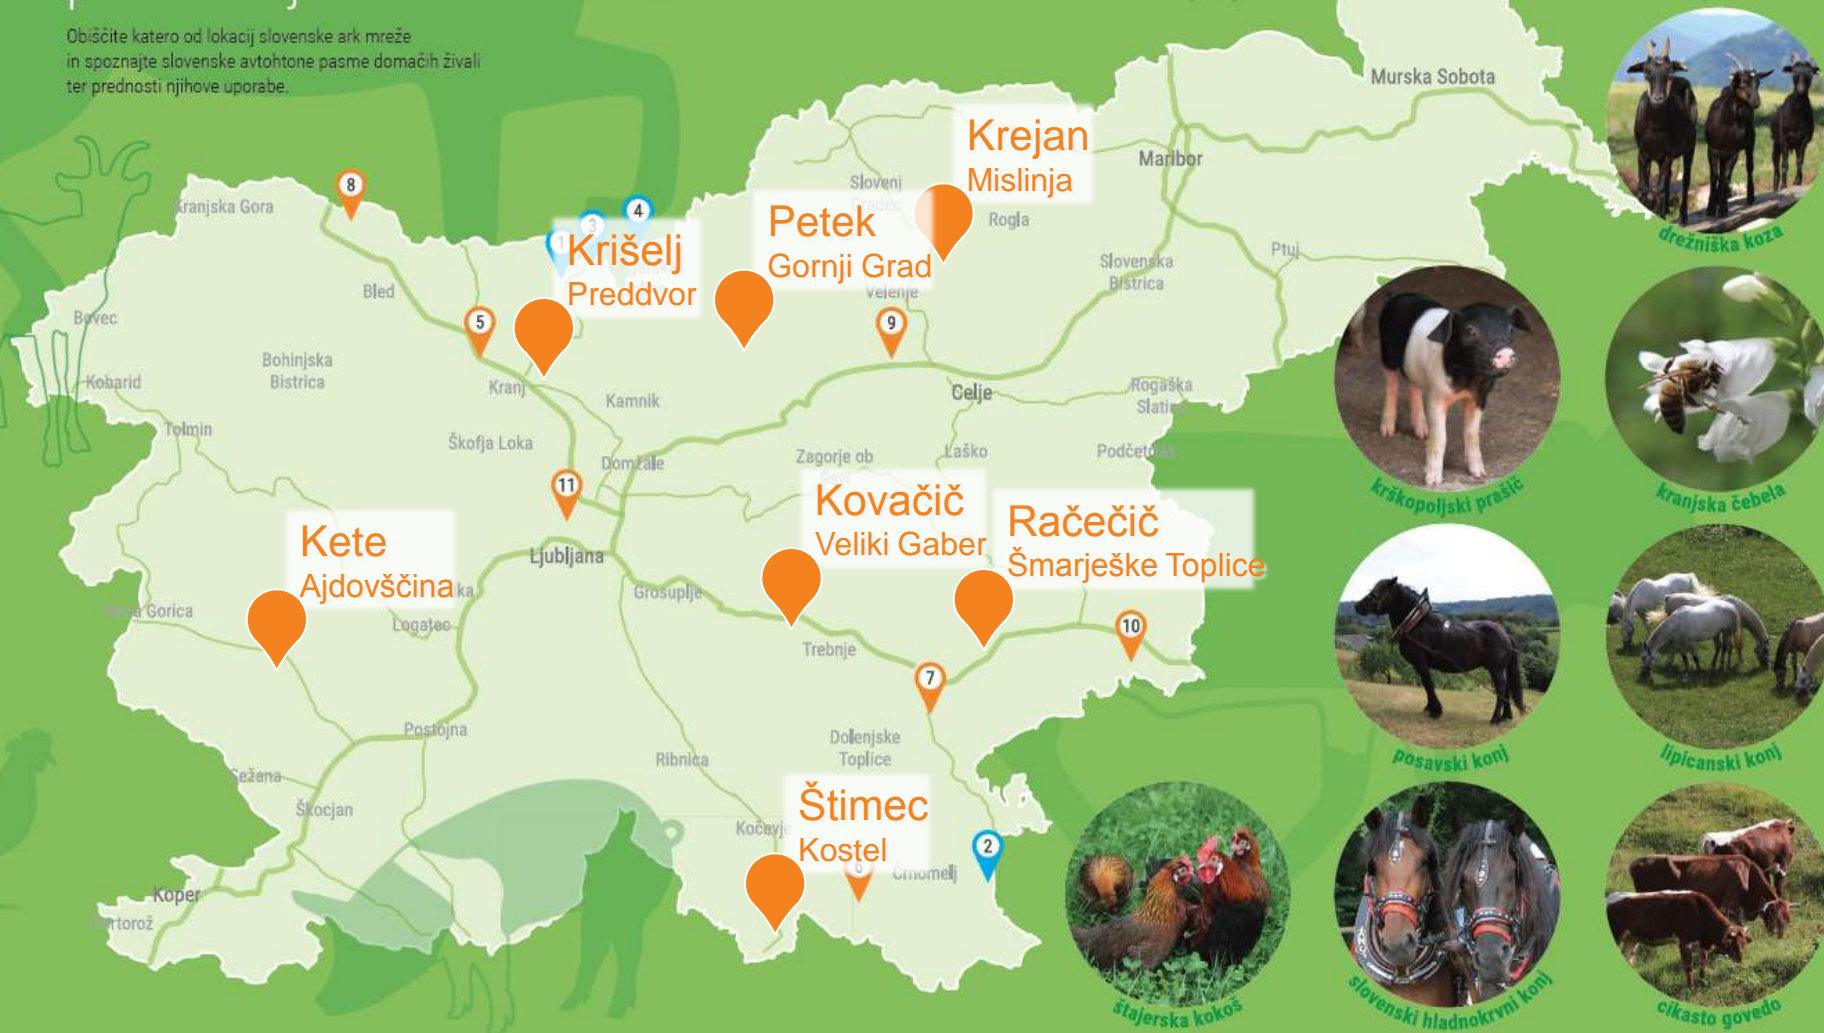 Obiščite katero od lokacij slovenske ark mreže
in spoznajte slovenske avtohtone pasme domačih živali
ter prednosti njihove uporabe.
Murska Sobota
Krejan
Mislinja
Maribor
Slovenj
Rogla
8
Kranjska Gora
4
3
1
Petek
Gornji Grad
Krišelj
Preddvor
Velenje
Slovenska
Bistrica
Ptuj
Bled
Bovec
5
9
Bohinjska
Bistrica
Kobarid
Kranj
Kamnik
Celje
Rogaška
Tolmin
Škofja Loka
Domžale
Zagorje ob
Laško
11
Kovačič
Veliki Gaber
Račečič
Šmarješke Toplice
Kete
Ajdovščina
Ljubljana
Grosuplje
Gorica
Logatec
10
Trebnje
7
Postojna
Dolenjske
Toplice
Ribnica
Škocjan
Štimec
Kostel
Kočevje
6
2
Črnomelj
Koper
drežniška koza
krškopoljski prašič
kranjska čebela
posavski konj
lipicanski konj
štajerska kokoš
slovenski hladnokrvni konj
cikasto govedo